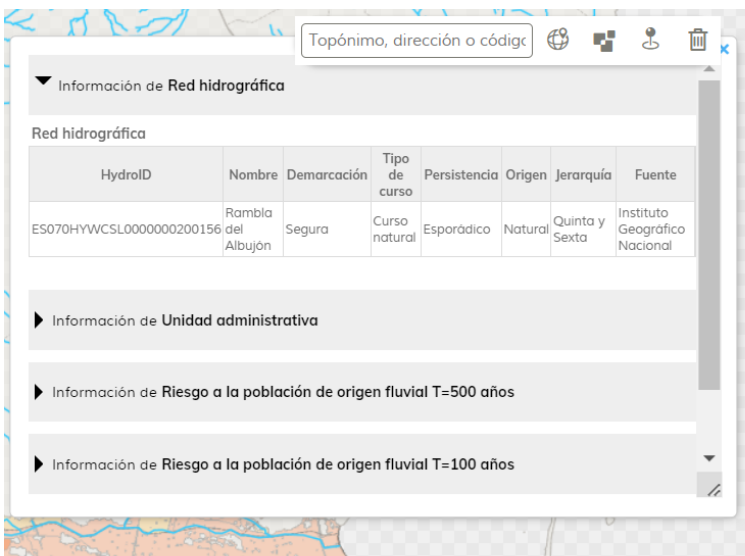 Topónimo, dirección o código
Información de Red hidrográfica
Red hidrográfica
HydroID Nombre Demarcación Tipo de curso Persistencia Origen Jerarquía Fuente
ES070HYWCSL0000000200156 Rambla del Albujón Segura Curso natural Esporádico Natural Quinta y Sexta Instituto Geográfico Nacional
Información de Unidad administrativa
Información de Riesgo a la población de origen fluvial T=500 años
Información de Riesgo a la población de origen fluvial T=100 años